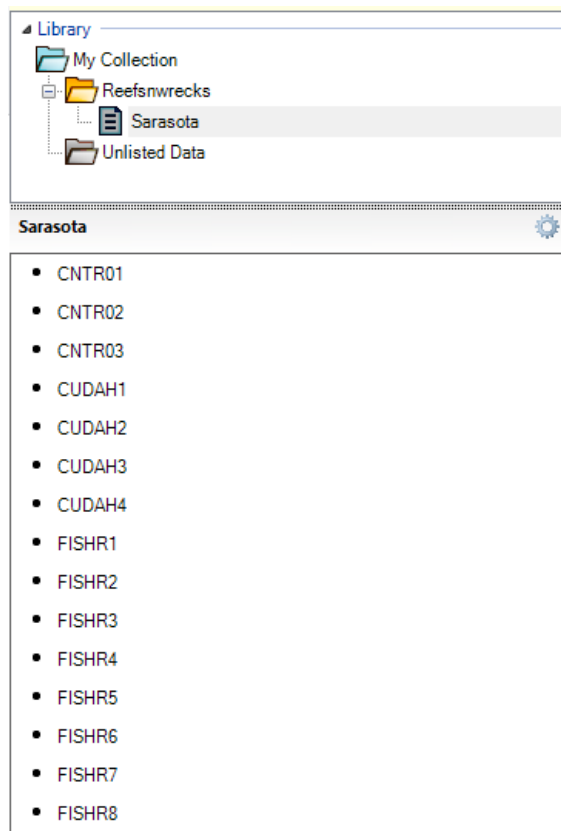 Library
My Collection
Reefsnwrecks
Sarasota
Unlisted Data
Sarasota
CNTR01
CNTR02
CNTR03
CUDAH1
CUDAH2
CUDAH3
CUDAH4
FISHR1
FISHR2
FISHR3
FISHR4
FISHR5
FISHR6
FISHR7
FISHR8